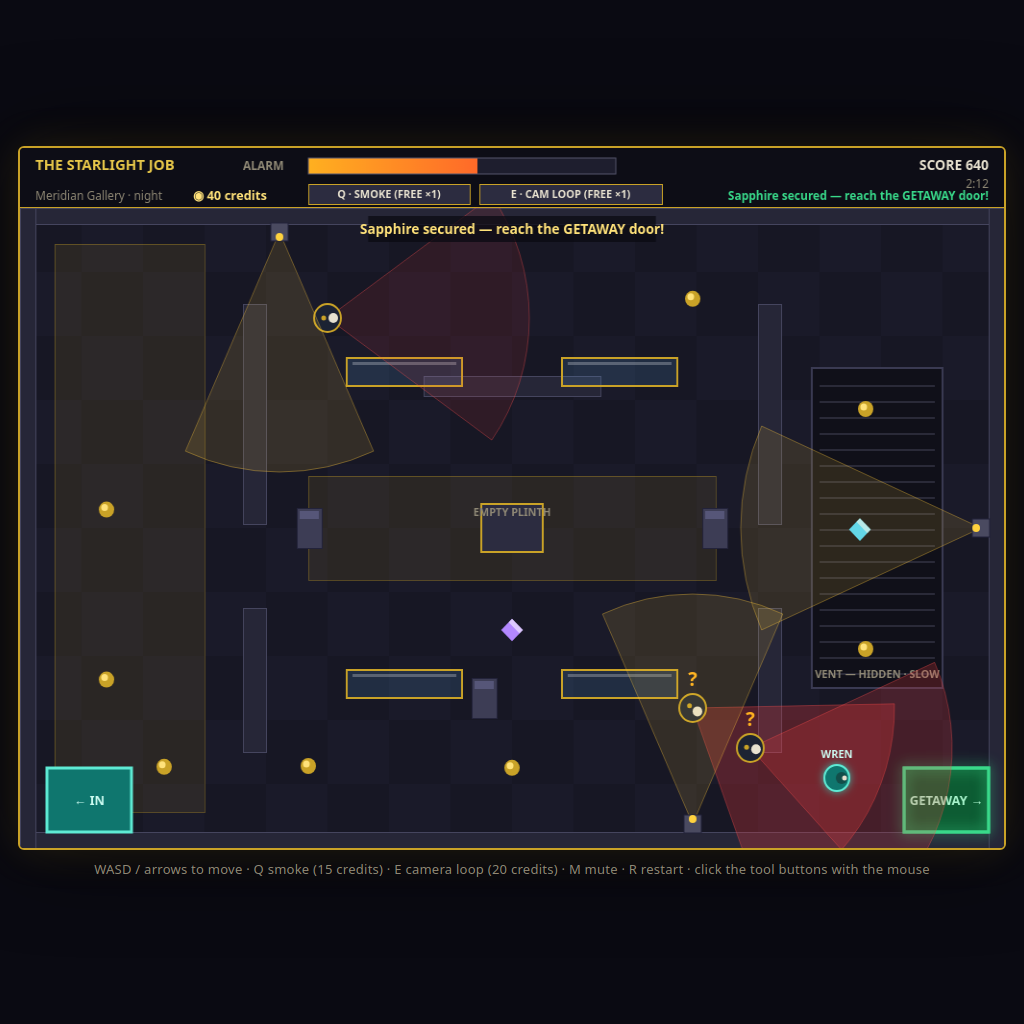 THE STARLIGHT JOB
ALARM
SCORE 640
2:12
Meridian Gallery · night
◉ 40 credits
Q · SMOKE (FREE ×1)
E · CAM LOOP (FREE ×1)
Sapphire secured — reach the GETAWAY door!
Sapphire secured — reach the GETAWAY door!
EMPTY PLINTH
VENT — HIDDEN · SLOW
?
?
WREN
← IN
GETAWAY →
WASD / arrows to move · Q smoke (15 credits) · E camera loop (20 credits) · M mute · R restart · click the tool buttons with the mouse